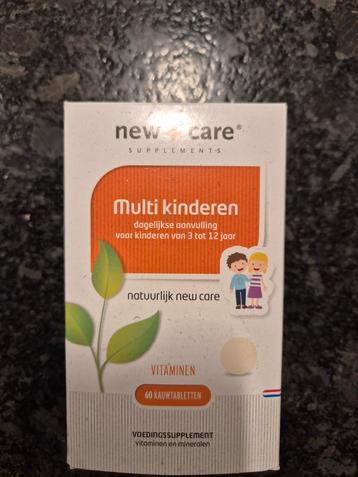 new care®
SUPPLEMENTS
Multi kinderen
dagelijkse aanvulling
voor kinderen van 3 tot 12 jaar
natuurlijk new care
VITAMINEN
60 KAUWTABLETTEN
VOEDINGSSUPPLEMENT
vitaminen en mineralen